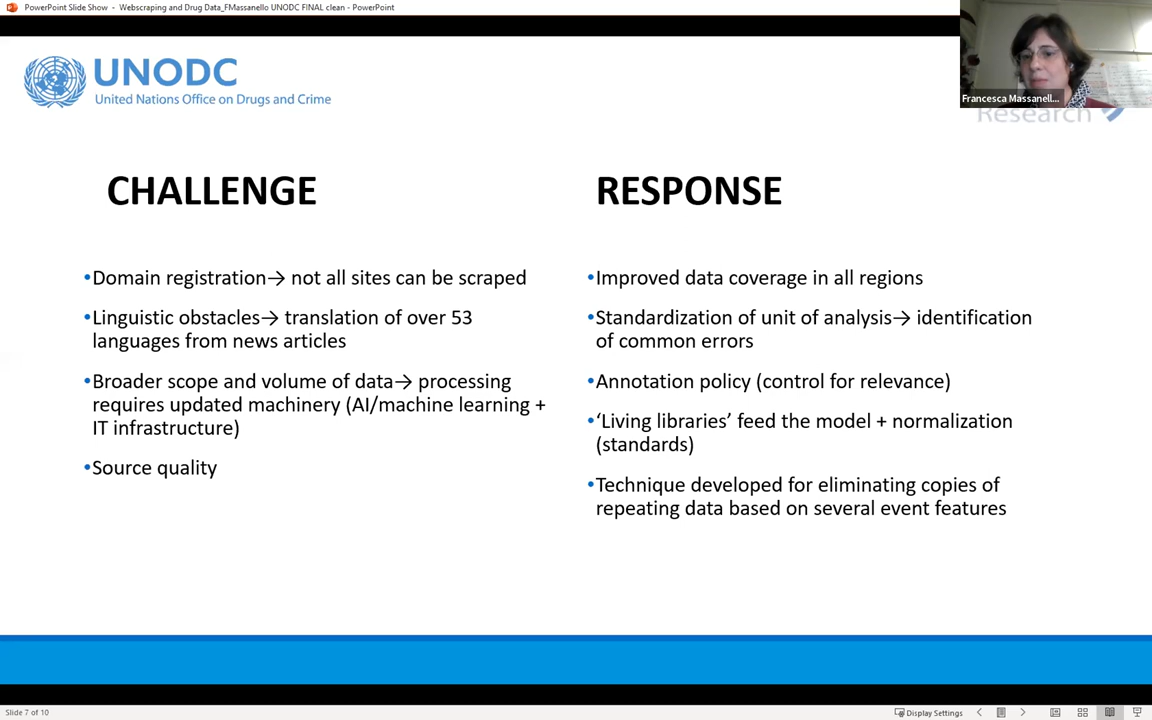 PowerPoint Slide Show - Webscraping and Drug Data_FMassanello UNODC FINAL clean - PowerPoint
UNODC
United Nations Office on Drugs and Crime
Francesca Massanell...
Research
CHALLENGE
•Domain registration→ not all sites can be scraped
•Linguistic obstacles→ translation of over 53
languages from news articles
•Broader scope and volume of data→ processing
requires updated machinery (AI/machine learning +
IT infrastructure)
•Source quality
RESPONSE
•Improved data coverage in all regions
•Standardization of unit of analysis→ identification
of common errors
•Annotation policy (control for relevance)
•‘Living libraries’ feed the model + normalization
(standards)
•Technique developed for eliminating copies of
repeating data based on several event features
Slide 7 of 10
Display Settings